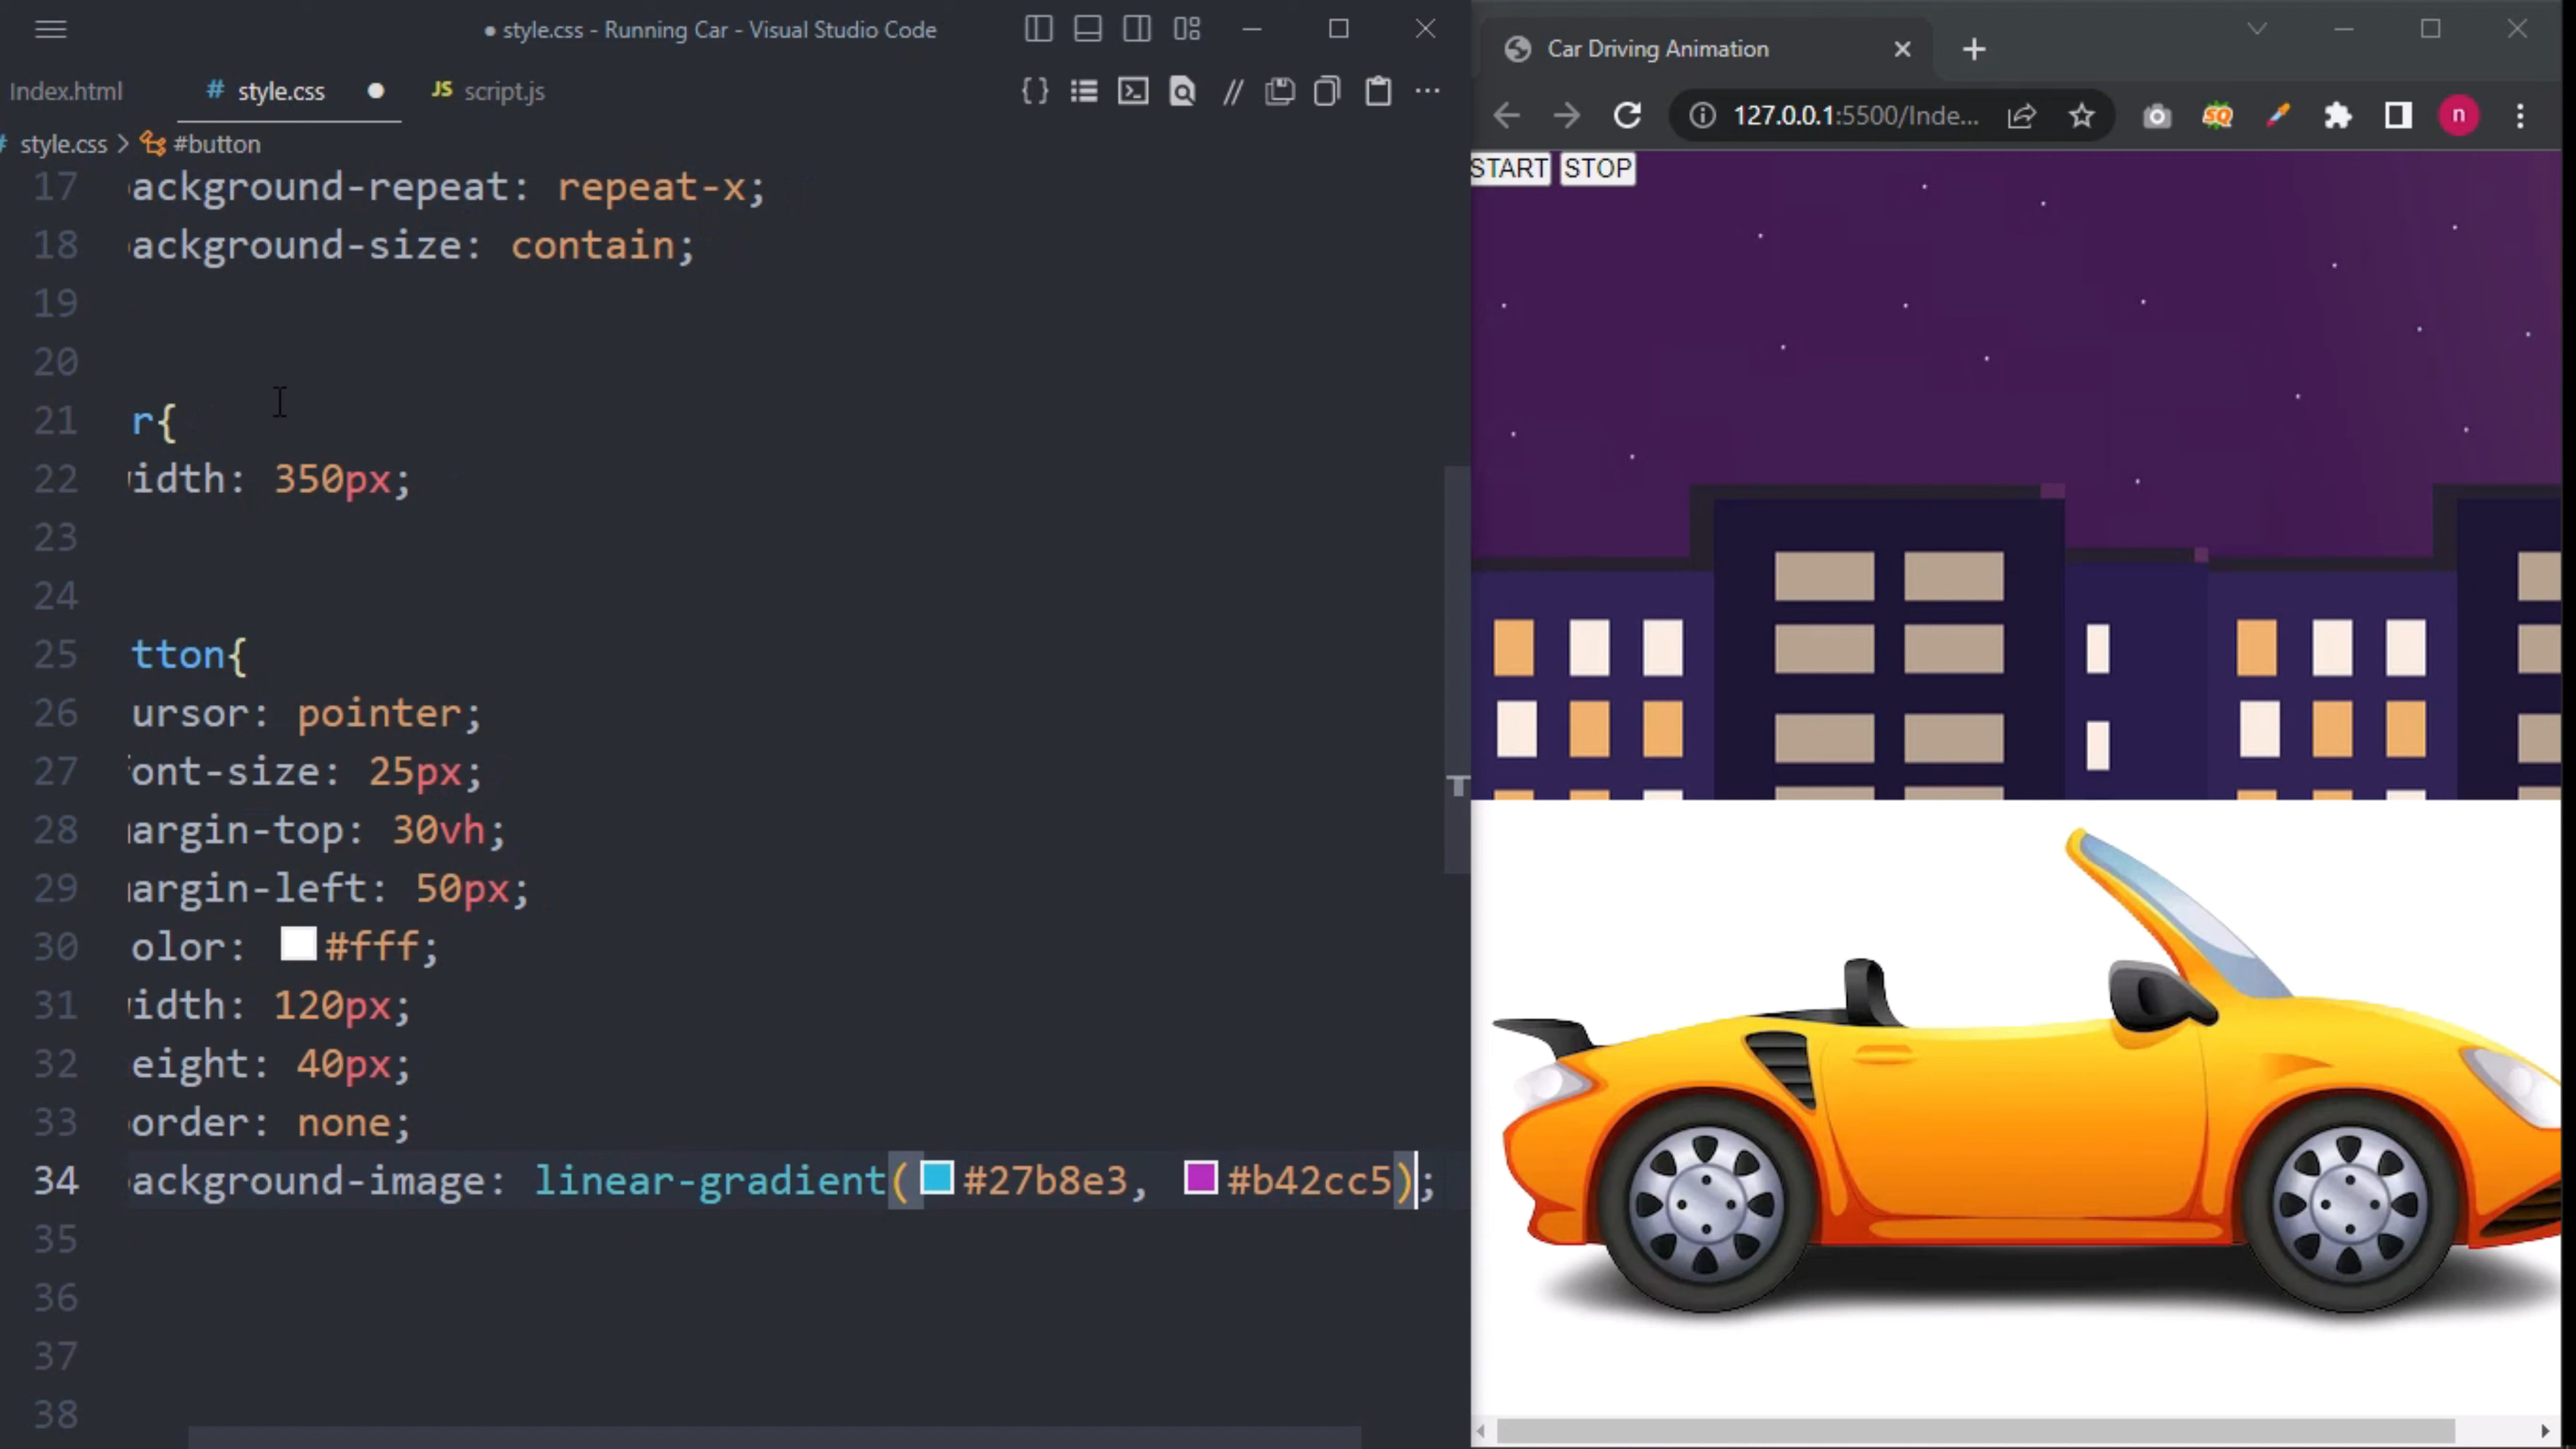 style.css - Running Car - Visual Studio Code
Index.html
# style.css
JS script.js
style.css > #button
17 ackground-repeat: repeat-x;
18 ackground-size: contain;
19
20
21 r{
22 idth: 350px;
23
24
25 tton{
26 ursor: pointer;
27 ont-size: 25px;
28 argin-top: 30vh;
29 argin-left: 50px;
30 olor: #fff;
31 idth: 120px;
32 eight: 40px;
33 order: none;
34 ackground-image: linear-gradient( #27b8e3, #b42cc5);
35
36
37
38
Car Driving Animation
127.0.0.1:5500/Inde...
SQ
n
START STOP